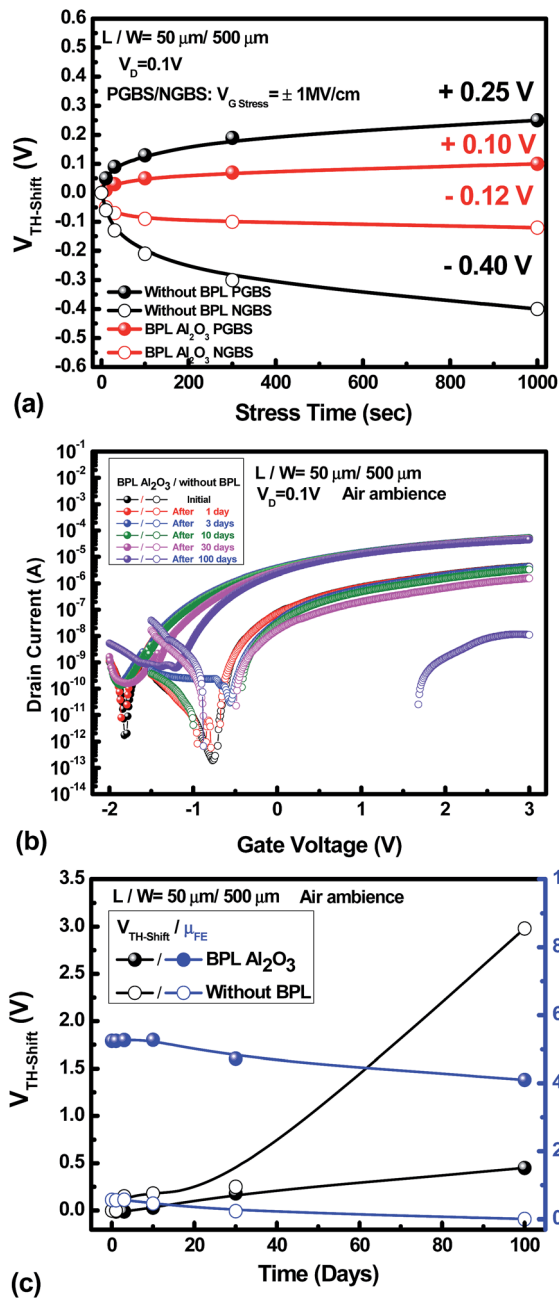 L / W= 50 μm/ 500 μm
V_D=0.1V
PGBS/NGBS: V_G Stress = ± 1MV/cm
+ 0.25 V
+ 0.10 V
- 0.12 V
- 0.40 V
Without BPL PGBS
Without BPL NGBS
BPL Al₂O₃ PGBS
BPL Al₂O₃ NGBS
0.6
0.5
0.4
0.3
0.2
0.1
0.0
-0.1
-0.2
-0.3
-0.4
-0.5
-0.6
V_TH-Shift (V)
0 200 400 600 800 1000
Stress Time (sec)
(a)
BPL Al₂O₃ / without BPL
Initial
After 1 day
After 3 days
After 10 days
After 30 days
After 100 days
L / W= 50 μm/ 500 μm
V_D=0.1V Air ambience
10⁻¹
10⁻²
10⁻³
10⁻⁴
10⁻⁵
10⁻⁶
10⁻⁷
10⁻⁸
10⁻⁹
10⁻¹⁰
10⁻¹¹
10⁻¹²
10⁻¹³
10⁻¹⁴
Drain Current (A)
-2 -1 0 1 2 3
Gate Voltage (V)
(b)
L / W= 50 μm/ 500 μm Air ambience
V_TH-Shift / μ_FE
/ BPL Al₂O₃
/ Without BPL
3.5
3.0
2.5
2.0
1.5
1.0
0.5
0.0
V_TH-Shift (V)
8
6
4
2
0
0 20 40 60 80 100
Time (Days)
(c)